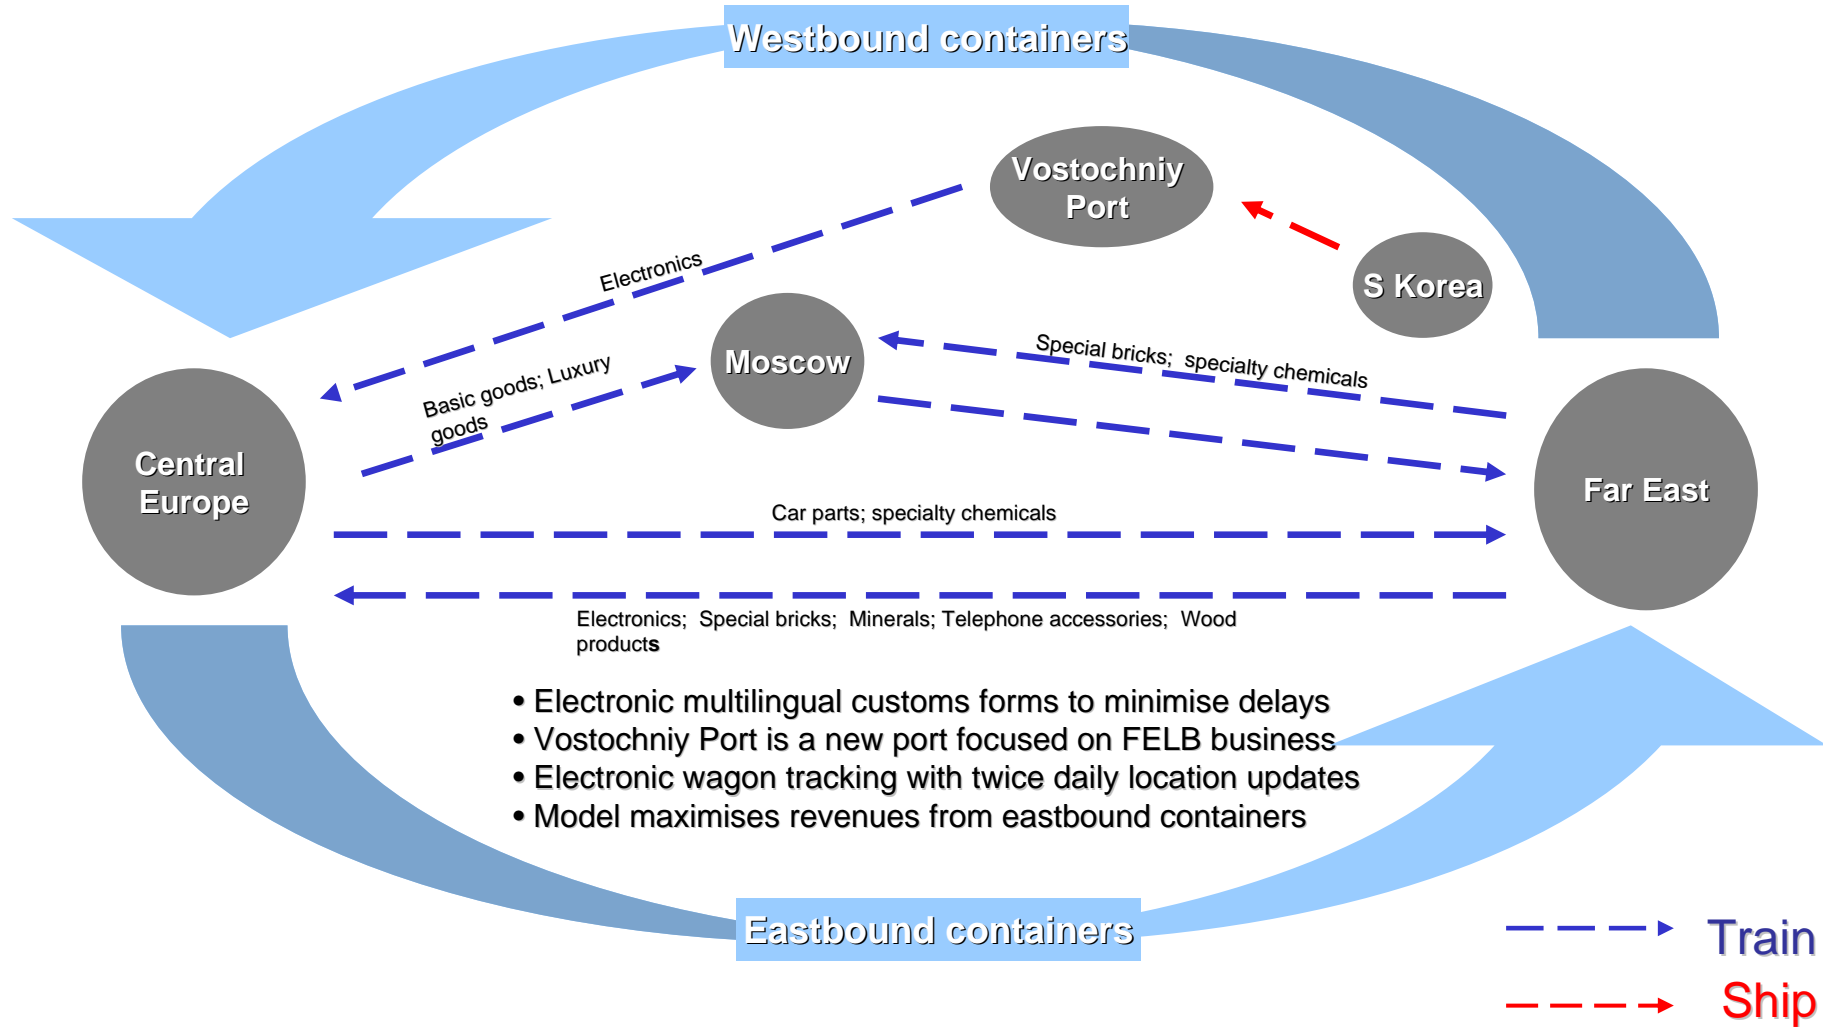 Westbound containers
Vostochniy
Port
S Korea
Electronics
Moscow
Special bricks;  specialty chemicals
Basic goods; Luxury
goods
Central
Europe
Far East
Car parts; specialty chemicals
Electronics;  Special bricks;  Minerals; Telephone accessories;  Wood
products
• Electronic multilingual customs forms to minimise delays
• Vostochniy Port is a new port focused on FELB business
• Electronic wagon tracking with twice daily location updates
• Model maximises revenues from eastbound containers
Eastbound containers
Train
Ship